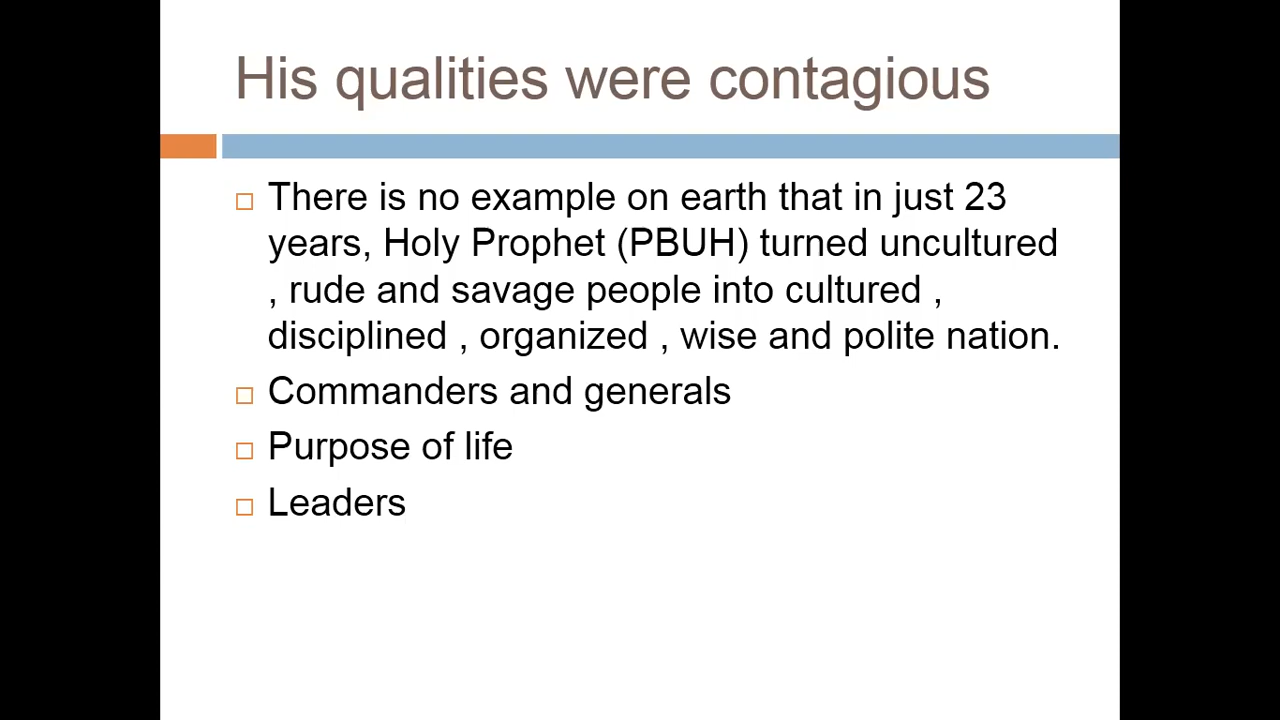 His qualities were contagious
There is no example on earth that in just 23
years, Holy Prophet (PBUH) turned uncultured
, rude and savage people into cultured ,
disciplined , organized , wise and polite nation.
Commanders and generals
Purpose of life
Leaders